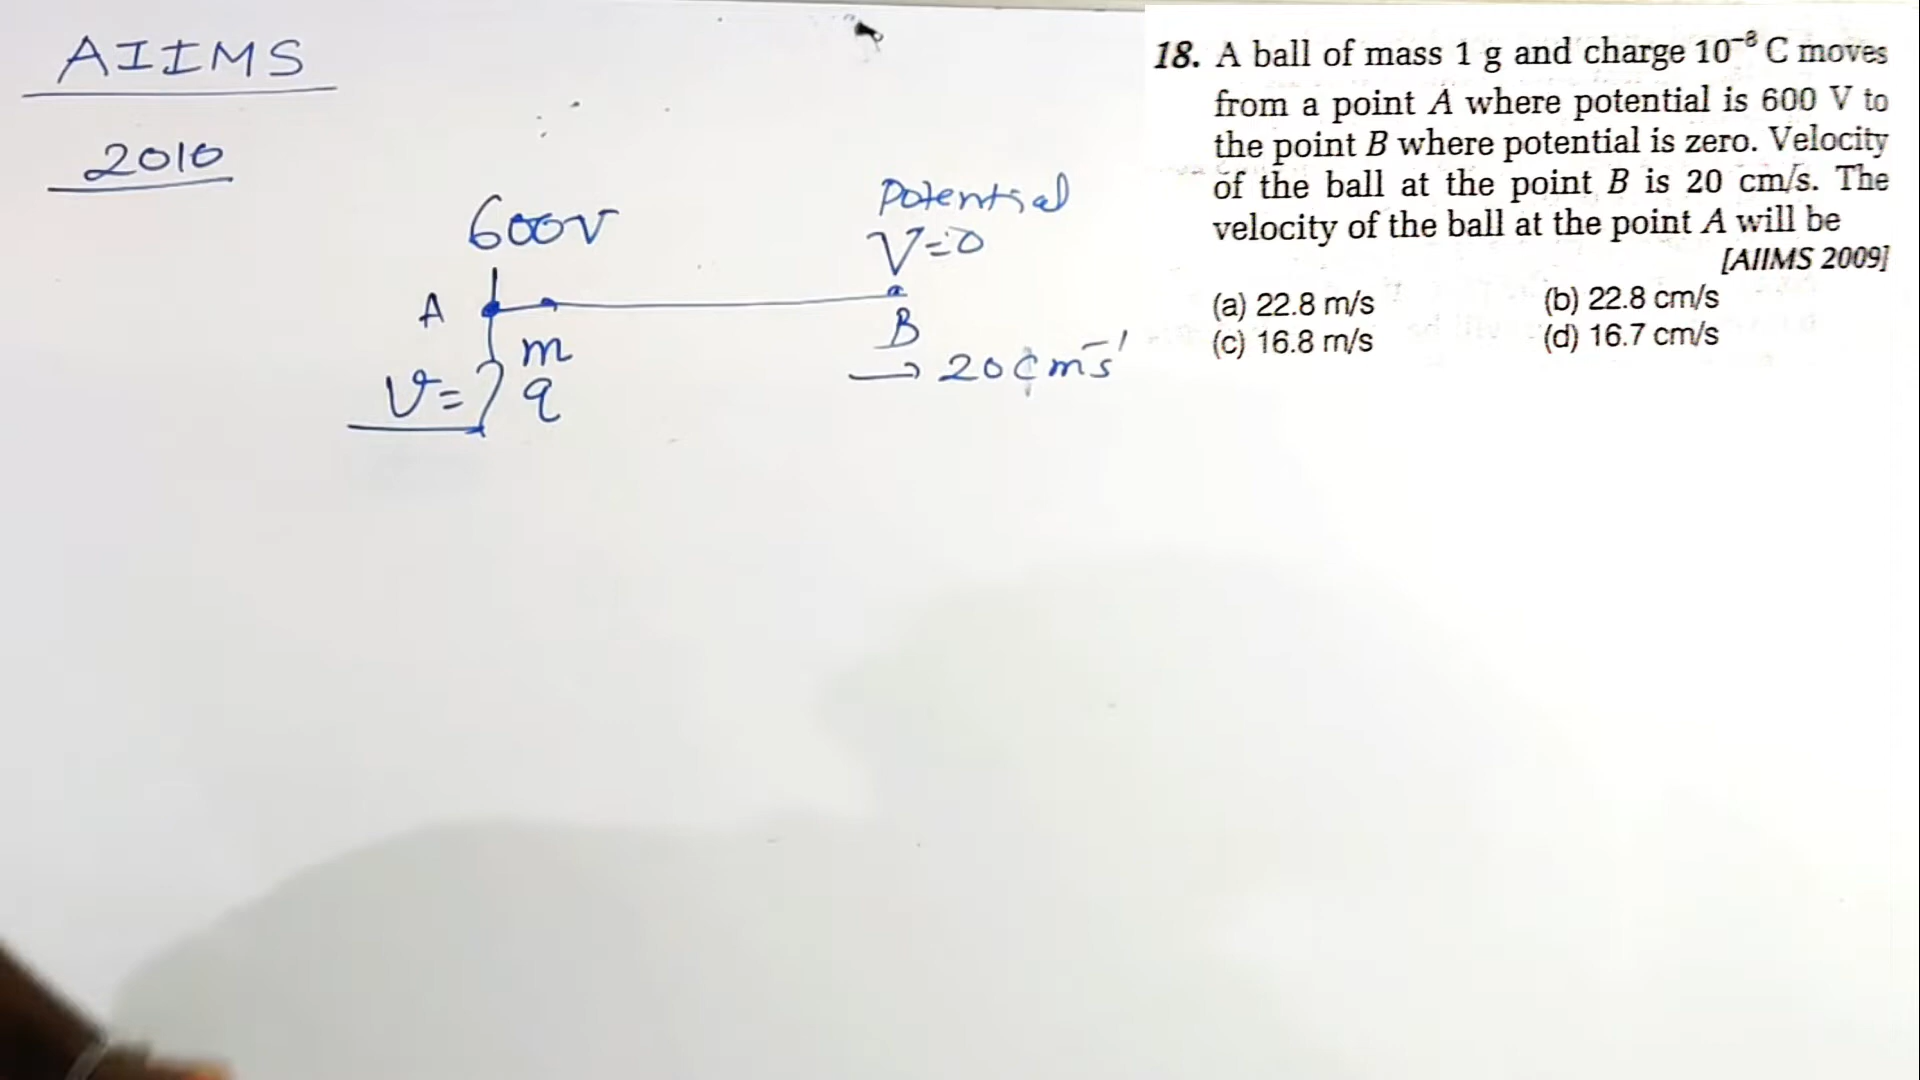 AIIMS
2010
600V
Potential
V=0
A
B
m
20 cms⁻¹
v=?
q
18. A ball of mass 1 g and charge 10⁻⁸ C moves
from a point A where potential is 600 V to
the point B where potential is zero. Velocity
of the ball at the point B is 20 cm/s. The
velocity of the ball at the point A will be
[AIIMS 2009]
(a) 22.8 m/s (b) 22.8 cm/s
(c) 16.8 m/s (d) 16.7 cm/s